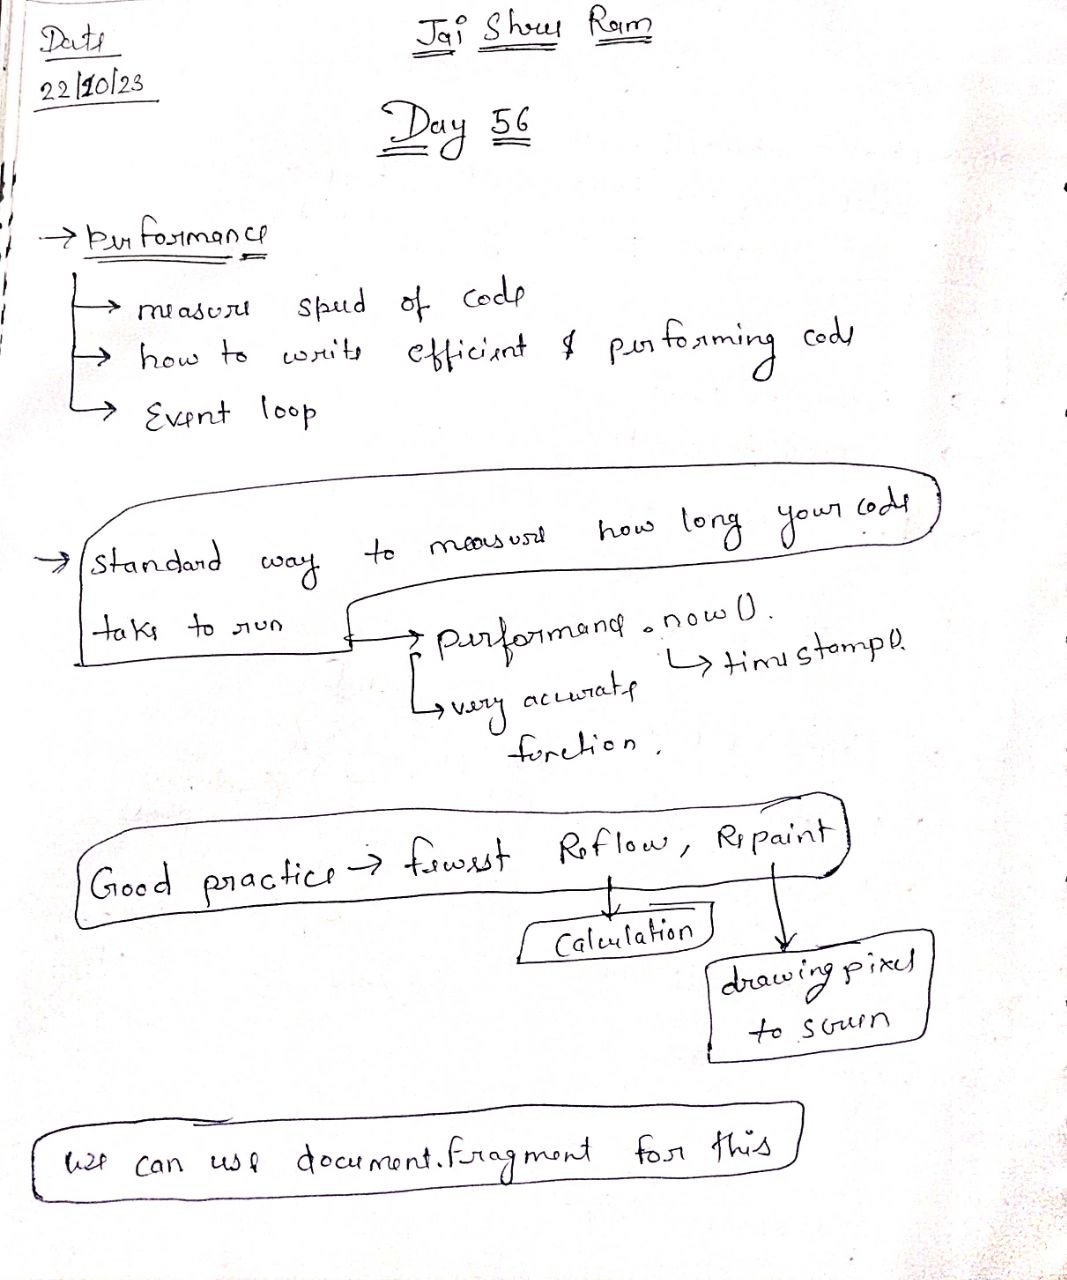 Date
22/10/23
Jai Shree Ram
Day 56
→ Performance
→ measure speed of code
→ how to write efficient & performing code
→ Event loop
→ standard way to measure how long your code
take to run
→ performance.now().
→ timestamp().
→ very accurate
function.
Good practice → fewest Reflow, Repaint
Calculation
drawing pixel
to screen
we can use document.fragment for this